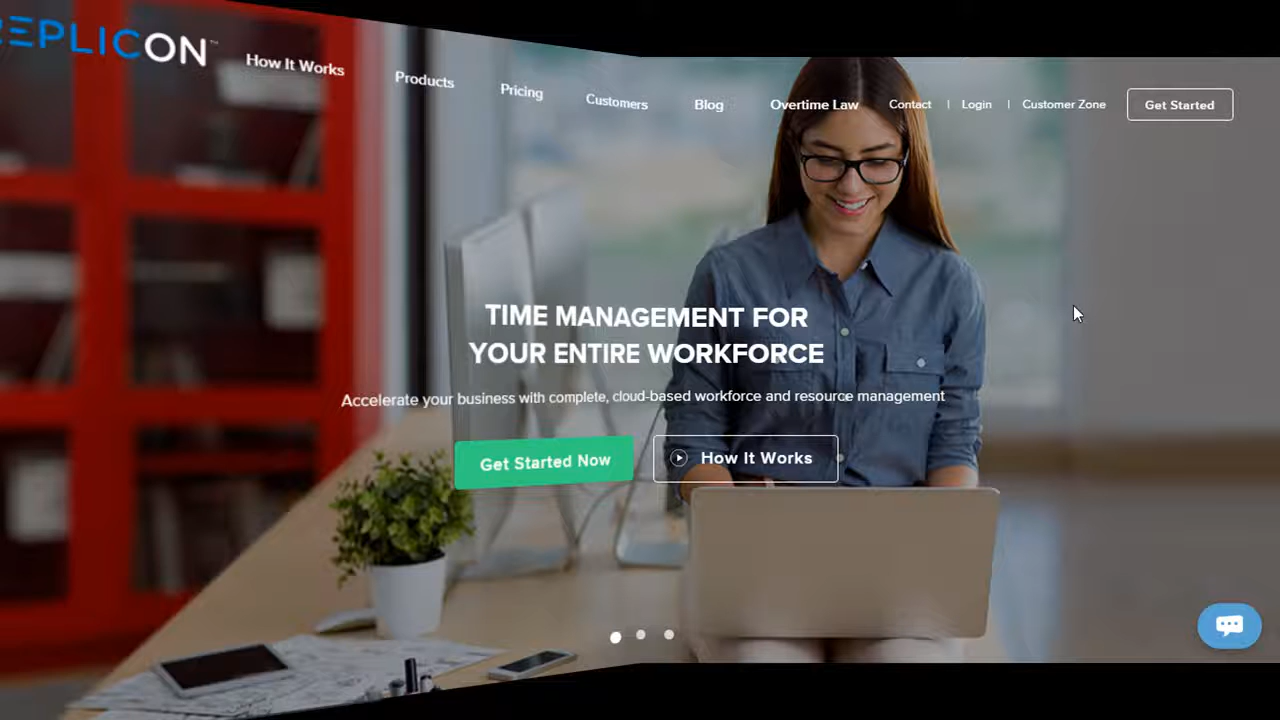 REPLICON™
How It Works
Products
Pricing
Customers
Blog
Overtime Law
Contact | Login | Customer Zone
Get Started
TIME MANAGEMENT FOR
YOUR ENTIRE WORKFORCE
Accelerate your business with complete, cloud-based workforce and resource management
Get Started Now
How It Works